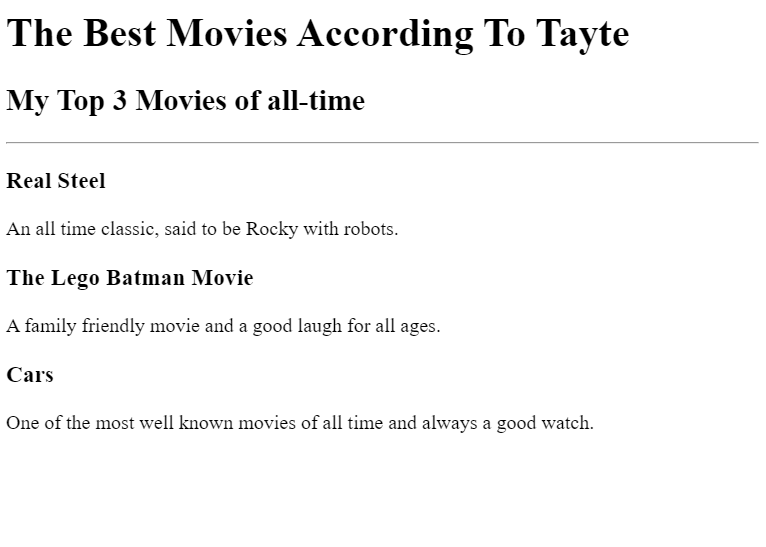 The Best Movies According To Tayte
My Top 3 Movies of all-time
Real Steel
An all time classic, said to be Rocky with robots.
The Lego Batman Movie
A family friendly movie and a good laugh for all ages.
Cars
One of the most well known movies of all time and always a good watch.